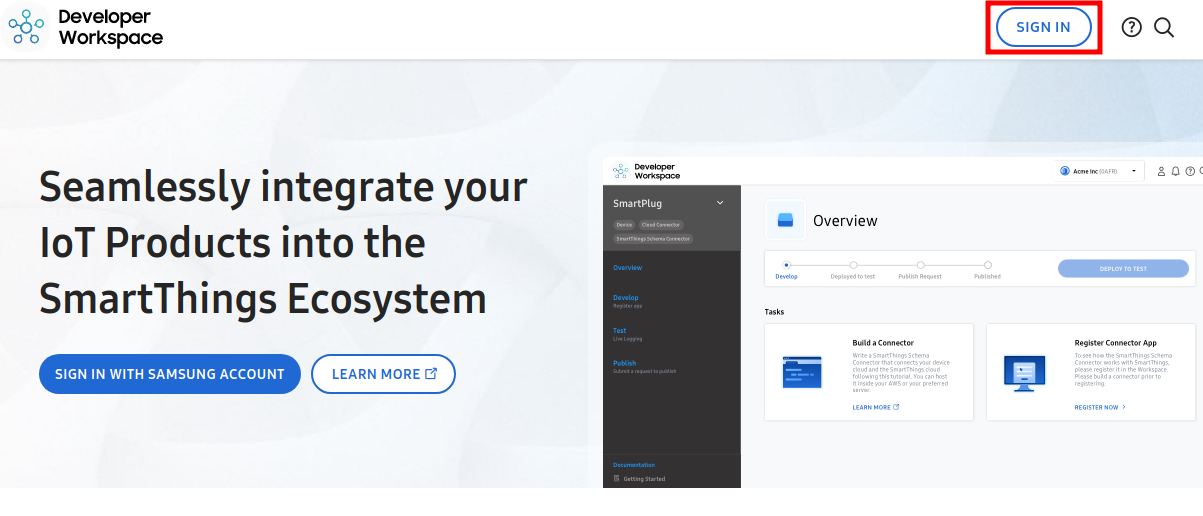 Developer
Workspace
SIGN IN
Seamlessly integrate your
IoT Products into the
SmartThings Ecosystem
SIGN IN WITH SAMSUNG ACCOUNT
LEARN MORE
Developer
Workspace
Acme Inc (0AFR)
SmartPlug
Device
Cloud Connector
SmartThings Schema Connector
Overview
Develop
Register app
Test
Live Logging
Publish
Submit a request to publish
Documentation
Getting Started
Overview
Develop
Deployed to test
Publish Request
Published
DEPLOY TO TEST
Tasks
Build a Connector
Write a SmartThings Schema
Connector that connects your device
cloud and the SmartThings cloud
following this tutorial. You can host
it inside your AWS or your preferred
server.
LEARN MORE
Register Connector App
To see how the SmartThings Schema
Connector works with SmartThings,
please register it in the Workspace.
Please build a connector prior to
registering.
REGISTER NOW